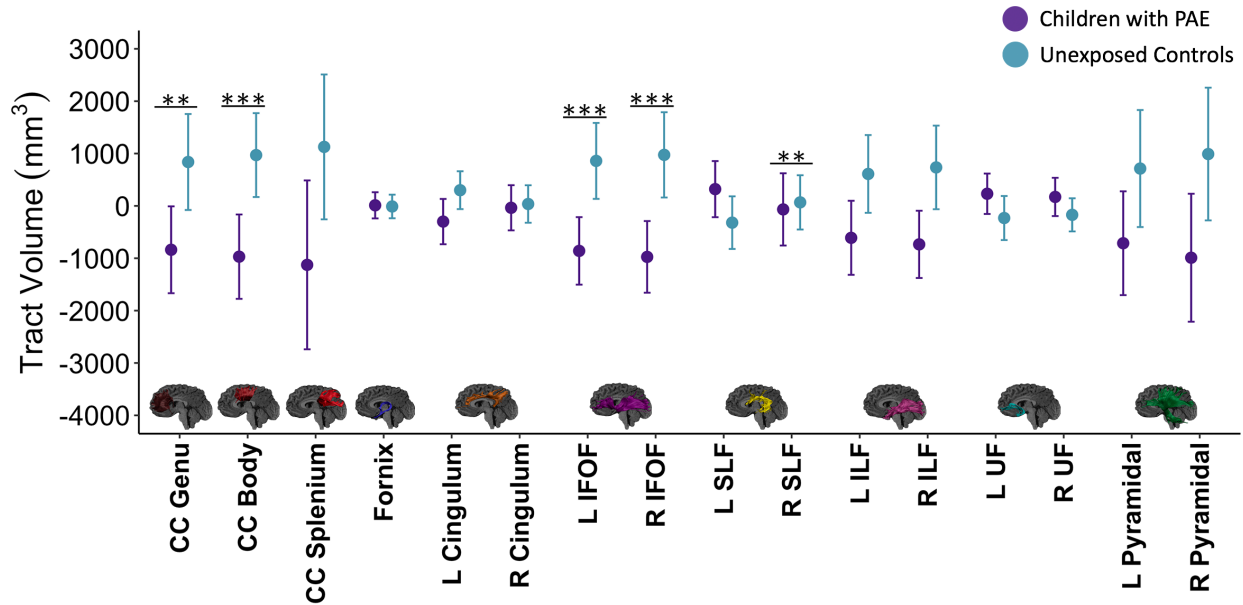 Children with PAE
Unexposed Controls
Tract Volume (mm³)
3000
2000
1000
0
-1000
-2000
-3000
-4000
**
***
***
***
**
CC Genu
CC Body
CC Splenium
Fornix
L Cingulum
R Cingulum
L IFOF
R IFOF
L SLF
R SLF
L ILF
R ILF
L UF
R UF
L Pyramidal
R Pyramidal